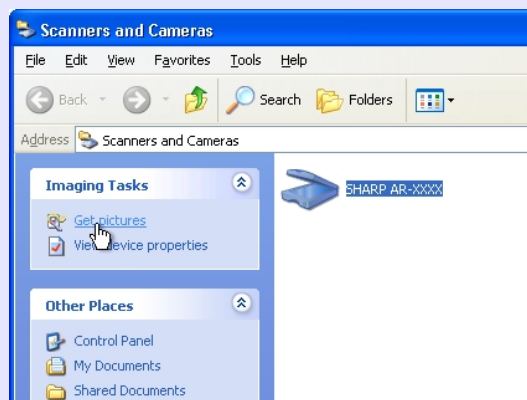 Scanners and Cameras
File Edit View Favorites Tools Help
Back Search Folders
Address Scanners and Cameras
Imaging Tasks
SHARP AR-XXXX
Get pictures
View device properties
Other Places
Control Panel
My Documents
Shared Documents